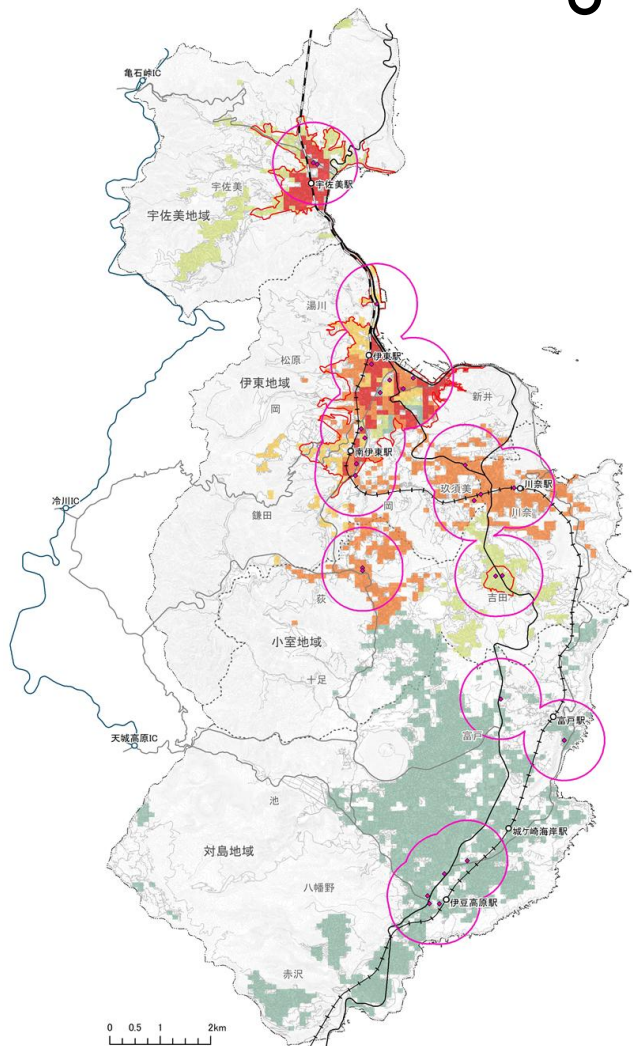 亀石峠IC
宇佐美
宇佐美駅
宇佐美地域
湯川
松原
伊東駅
伊東地域
岡
新井
南伊東駅
玖須美
川奈駅
冷川IC
岡
川奈
鎌田
荻
吉田
小室地域
十足
富戸
富戸駅
天城高原IC
池
城ケ崎海岸駅
対島地域
八幡野
伊豆高原駅
赤沢
0 0.5 1 2km